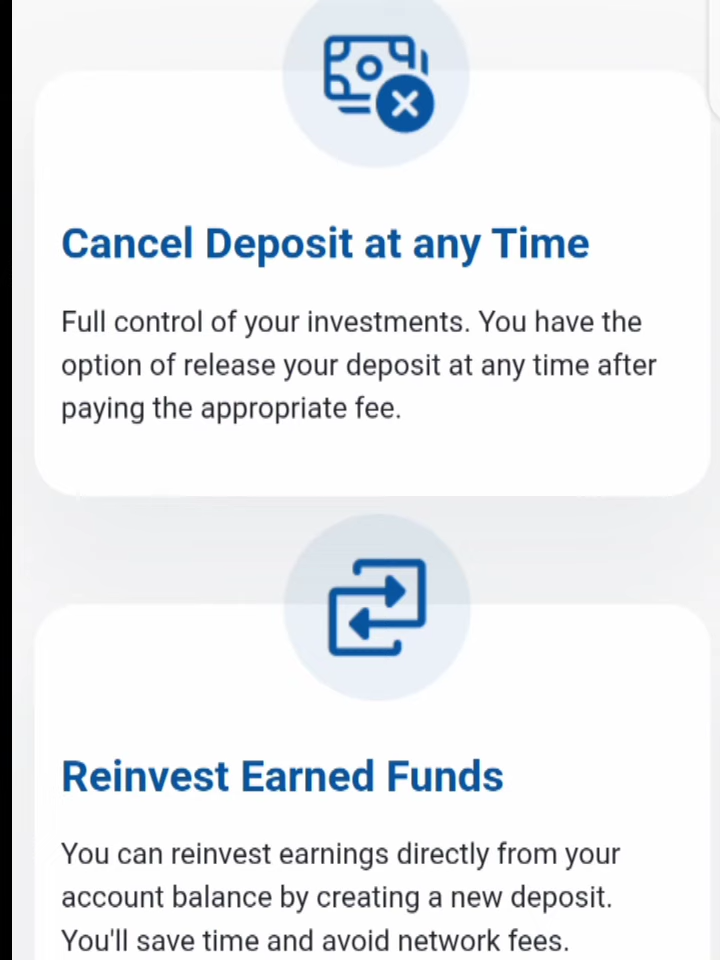 Cancel Deposit at any Time
Full control of your investments. You have the
option of release your deposit at any time after
paying the appropriate fee.
Reinvest Earned Funds
You can reinvest earnings directly from your
account balance by creating a new deposit.
You'll save time and avoid network fees.